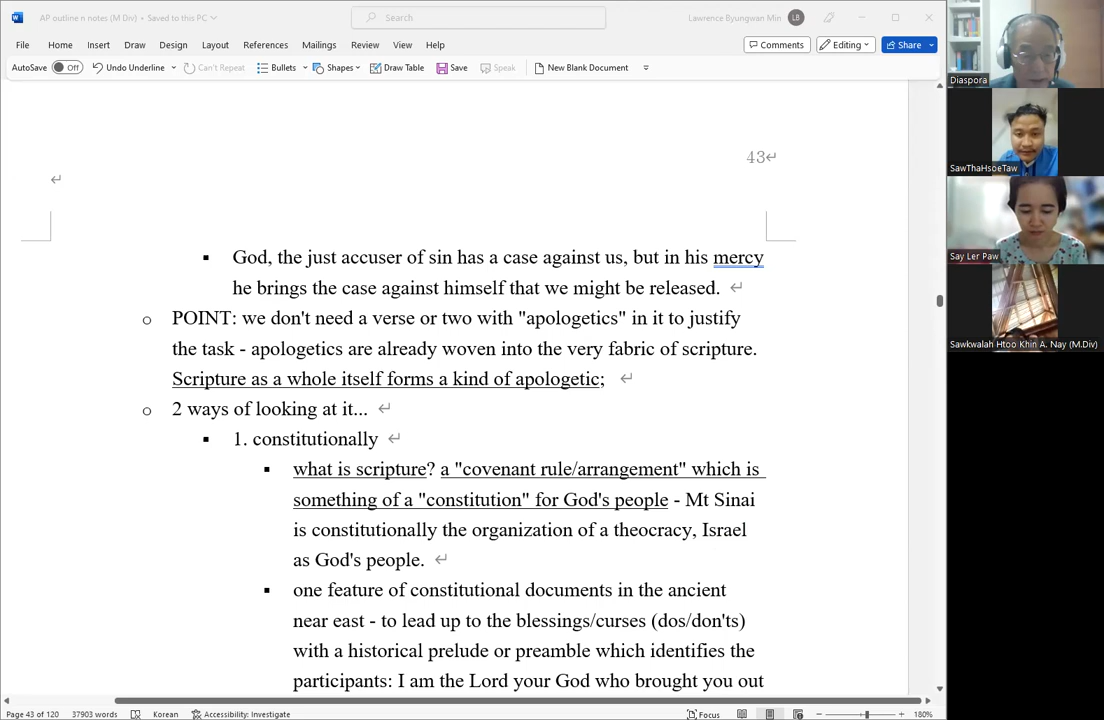 AP outline n notes (M Div) • Saved to this PC
Search
Lawrence Byungwan Min
LB
File Home Insert Draw Design Layout References Mailings Review View Help
Comments Editing Share
AutoSave Off Undo Underline Can't Repeat Bullets Shapes Draw Table Save Speak New Blank Document
Diaspora
SawThaHsoeTaw
Say Ler Paw
Sawkwalah Htoo Khin A. Nay (M.Div)
43
▪ God, the just accuser of sin has a case against us, but in his mercy
he brings the case against himself that we might be released.
o POINT: we don't need a verse or two with "apologetics" in it to justify
the task - apologetics are already woven into the very fabric of scripture.
Scripture as a whole itself forms a kind of apologetic;
o 2 ways of looking at it...
▪ 1. constitutionally
▪ what is scripture? a "covenant rule/arrangement" which is
something of a "constitution" for God's people - Mt Sinai
is constitutionally the organization of a theocracy, Israel
as God's people.
▪ one feature of constitutional documents in the ancient
near east - to lead up to the blessings/curses (dos/don'ts)
with a historical prelude or preamble which identifies the
participants: I am the Lord your God who brought you out
Page 43 of 120 37903 words Korean Accessibility: Investigate Focus 180%